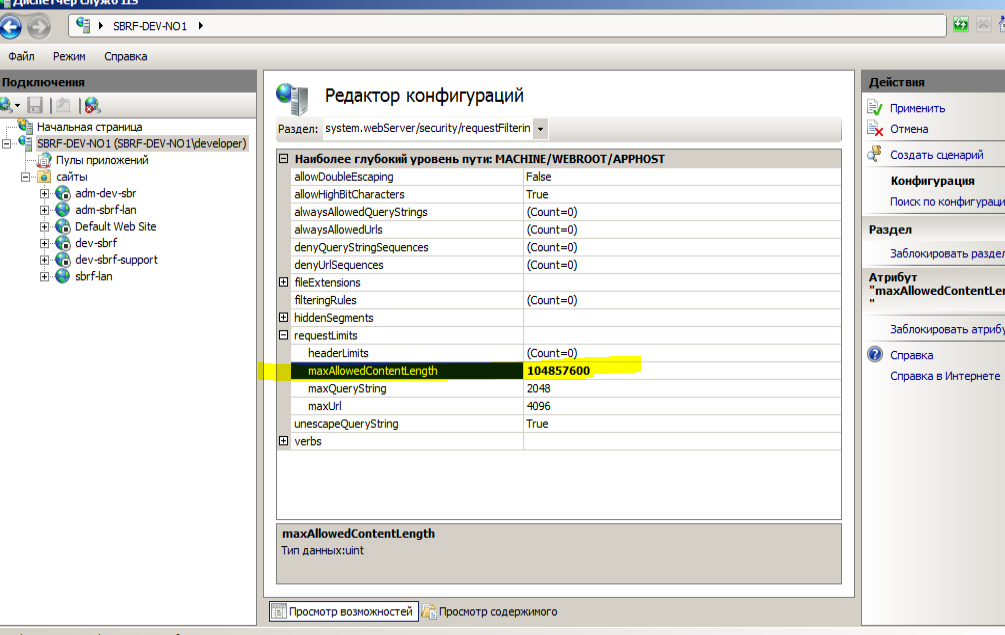 Диспетчер служб IIS
SBRF-DEV-NO1
Файл Режим Справка
Подключения
Начальная страница
SBRF-DEV-NO1 (SBRF-DEV-NO1\developer)
Пулы приложений
сайты
adm-dev-sbr
adm-sbrf-lan
Default Web Site
dev-sbrf
dev-sbrf-support
sbrf-lan
Редактор конфигураций
Раздел: system.webServer/security/requestFilterin
Наиболее глубокий уровень пути: MACHINE/WEBROOT/APPHOST
allowDoubleEscaping False
allowHighBitCharacters True
alwaysAllowedQueryStrings (Count=0)
alwaysAllowedUrls (Count=0)
denyQueryStringSequences (Count=0)
denyUrlSequences (Count=0)
fileExtensions
filteringRules (Count=0)
hiddenSegments
requestLimits
headerLimits (Count=0)
maxAllowedContentLength 104857600
maxQueryString 2048
maxUrl 4096
unescapeQueryString True
verbs
maxAllowedContentLength
Тип данных:uint
Просмотр возможностей Просмотр содержимого
Действия
Применить
Отмена
Создать сценарий
Конфигурация
Поиск по конфигураци
Раздел
Заблокировать раздел
Атрибут
"maxAllowedContentLen
"
Заблокировать атрибу
Справка
Справка в Интернете